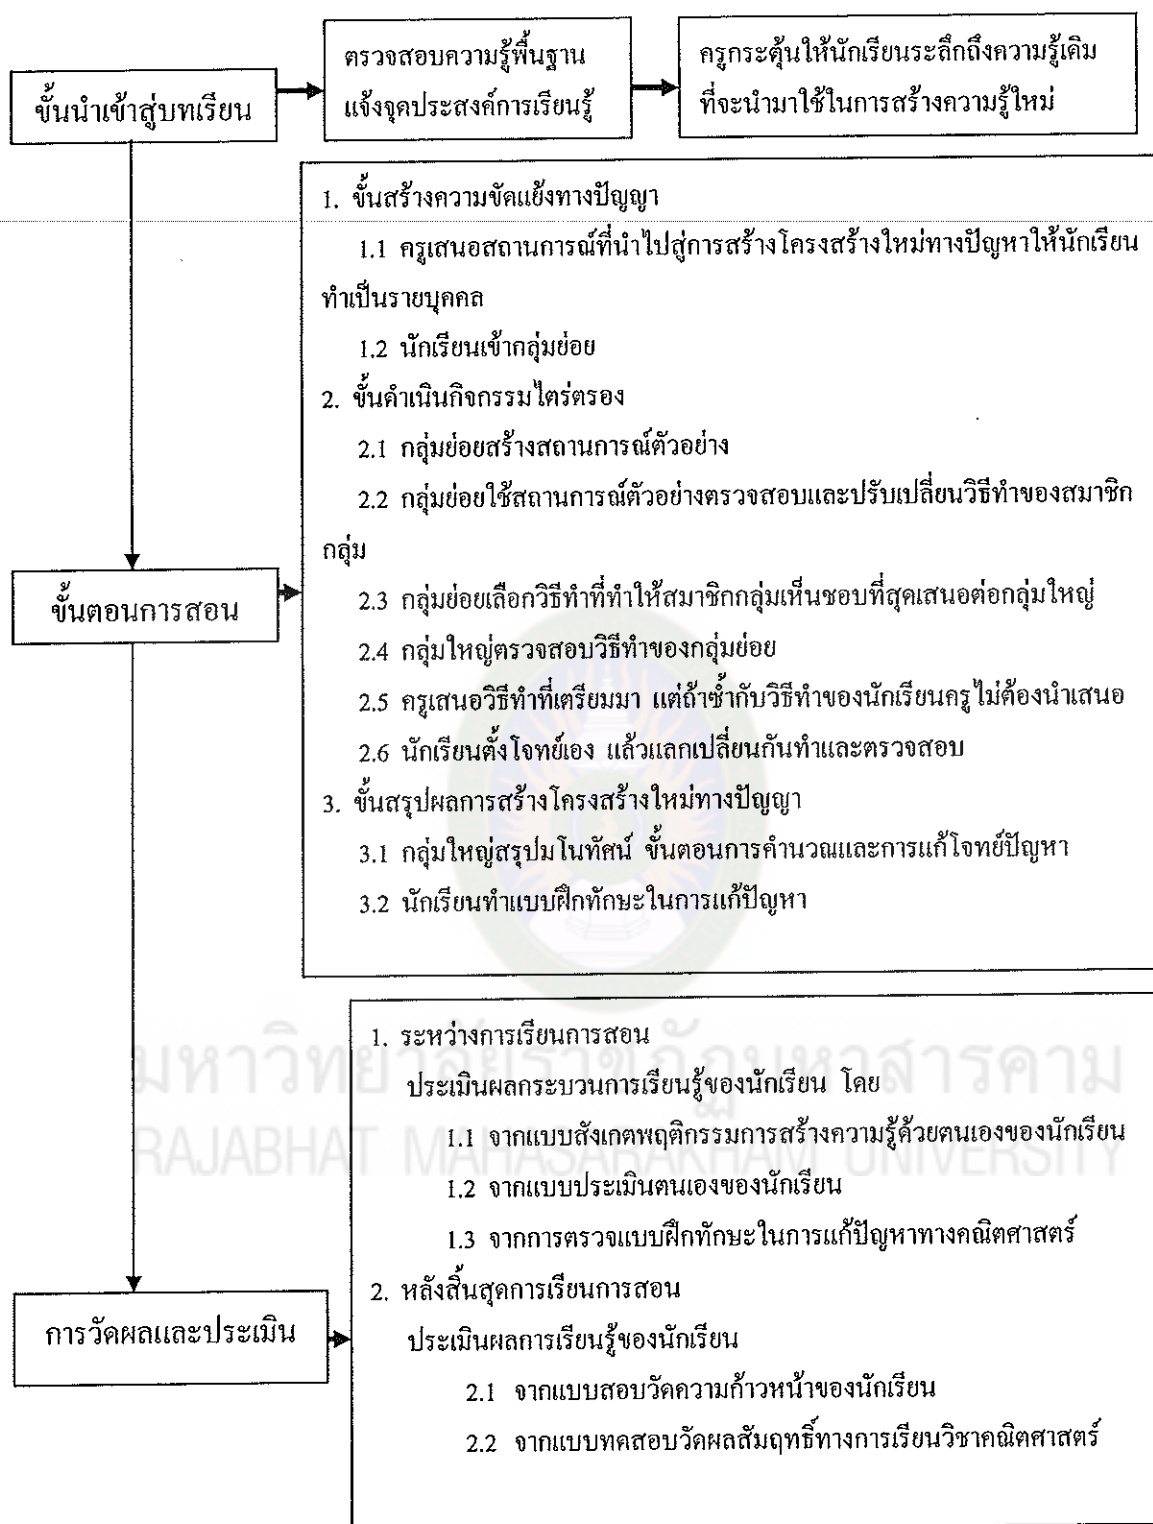 ขั้นนำเข้าสู่บทเรียน
ตรวจสอบความรู้พื้นฐาน
แจ้งจุดประสงค์การเรียนรู้
ครูกระตุ้นให้นักเรียนระลึกถึงความรู้เดิม
ที่จะนำมาใช้ในการสร้างความรู้ใหม่
ขั้นตอนการสอน
1. ขั้นสร้างความขัดแย้งทางปัญญา
1.1 ครูเสนอสถานการณ์ที่นำไปสู่การสร้างโครงสร้างใหม่ทางปัญหาให้นักเรียน
ทำเป็นรายบุคคล
1.2 นักเรียนเข้ากลุ่มย่อย
2. ขั้นดำเนินกิจกรรมไตร่ตรอง
2.1 กลุ่มย่อยสร้างสถานการณ์ตัวอย่าง
2.2 กลุ่มย่อยใช้สถานการณ์ตัวอย่างตรวจสอบและปรับเปลี่ยนวิธีทำของสมาชิก
กลุ่ม
2.3 กลุ่มย่อยเลือกวิธีทำที่ทำให้สมาชิกกลุ่มเห็นชอบที่สุดเสนอต่อกลุ่มใหญ่
2.4 กลุ่มใหญ่ตรวจสอบวิธีทำของกลุ่มย่อย
2.5 ครูเสนอวิธีทำที่เตรียมมา แต่ถ้าซ้ำกับวิธีทำของนักเรียนครูไม่ต้องนำเสนอ
2.6 นักเรียนตั้งโจทย์เอง แล้วแลกเปลี่ยนกันทำและตรวจสอบ
3. ขั้นสรุปผลการสร้างโครงสร้างใหม่ทางปัญญา
3.1 กลุ่มใหญ่สรุปมโนทัศน์ ขั้นตอนการคำนวณและการแก้โจทย์ปัญหา
3.2 นักเรียนทำแบบฝึกทักษะในการแก้ปัญหา
การวัดผลและประเมิน
1. ระหว่างการเรียนการสอน
ประเมินผลกระบวนการเรียนรู้ของนักเรียน โดย
1.1 จากแบบสังเกตพฤติกรรมการสร้างความรู้ด้วยตนเองของนักเรียน
1.2 จากแบบประเมินตนเองของนักเรียน
1.3 จากการตรวจแบบฝึกทักษะในการแก้ปัญหาทางคณิตศาสตร์
2. หลังสิ้นสุดการเรียนการสอน
ประเมินผลการเรียนรู้ของนักเรียน
2.1 จากแบบสอบวัดความก้าวหน้าของนักเรียน
2.2 จากแบบทดสอบวัดผลสัมฤทธิ์ทางการเรียนวิชาคณิตศาสตร์
มหาวิทยาลัยราชภัฏมหาสารคาม
RAJABHAT MAHASARAKHAM UNIVERSITY